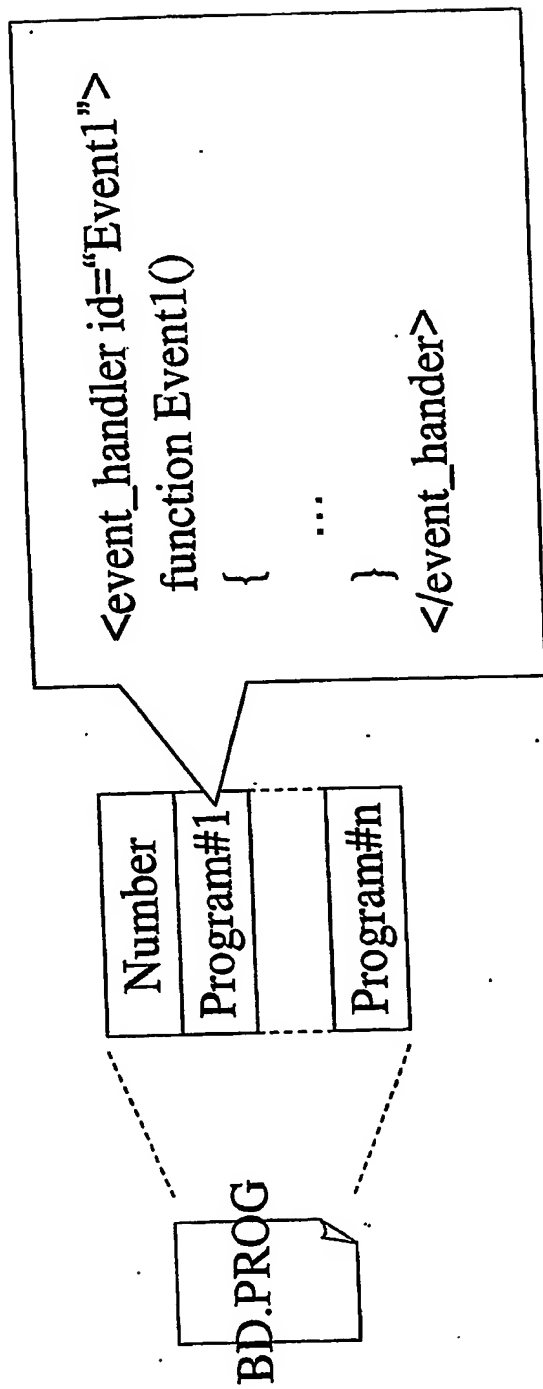 BD.PROG
Number
Program#1
Program#n
<event_handler id=“Event1”>
function Event1()
{
...
}
</event_hander>